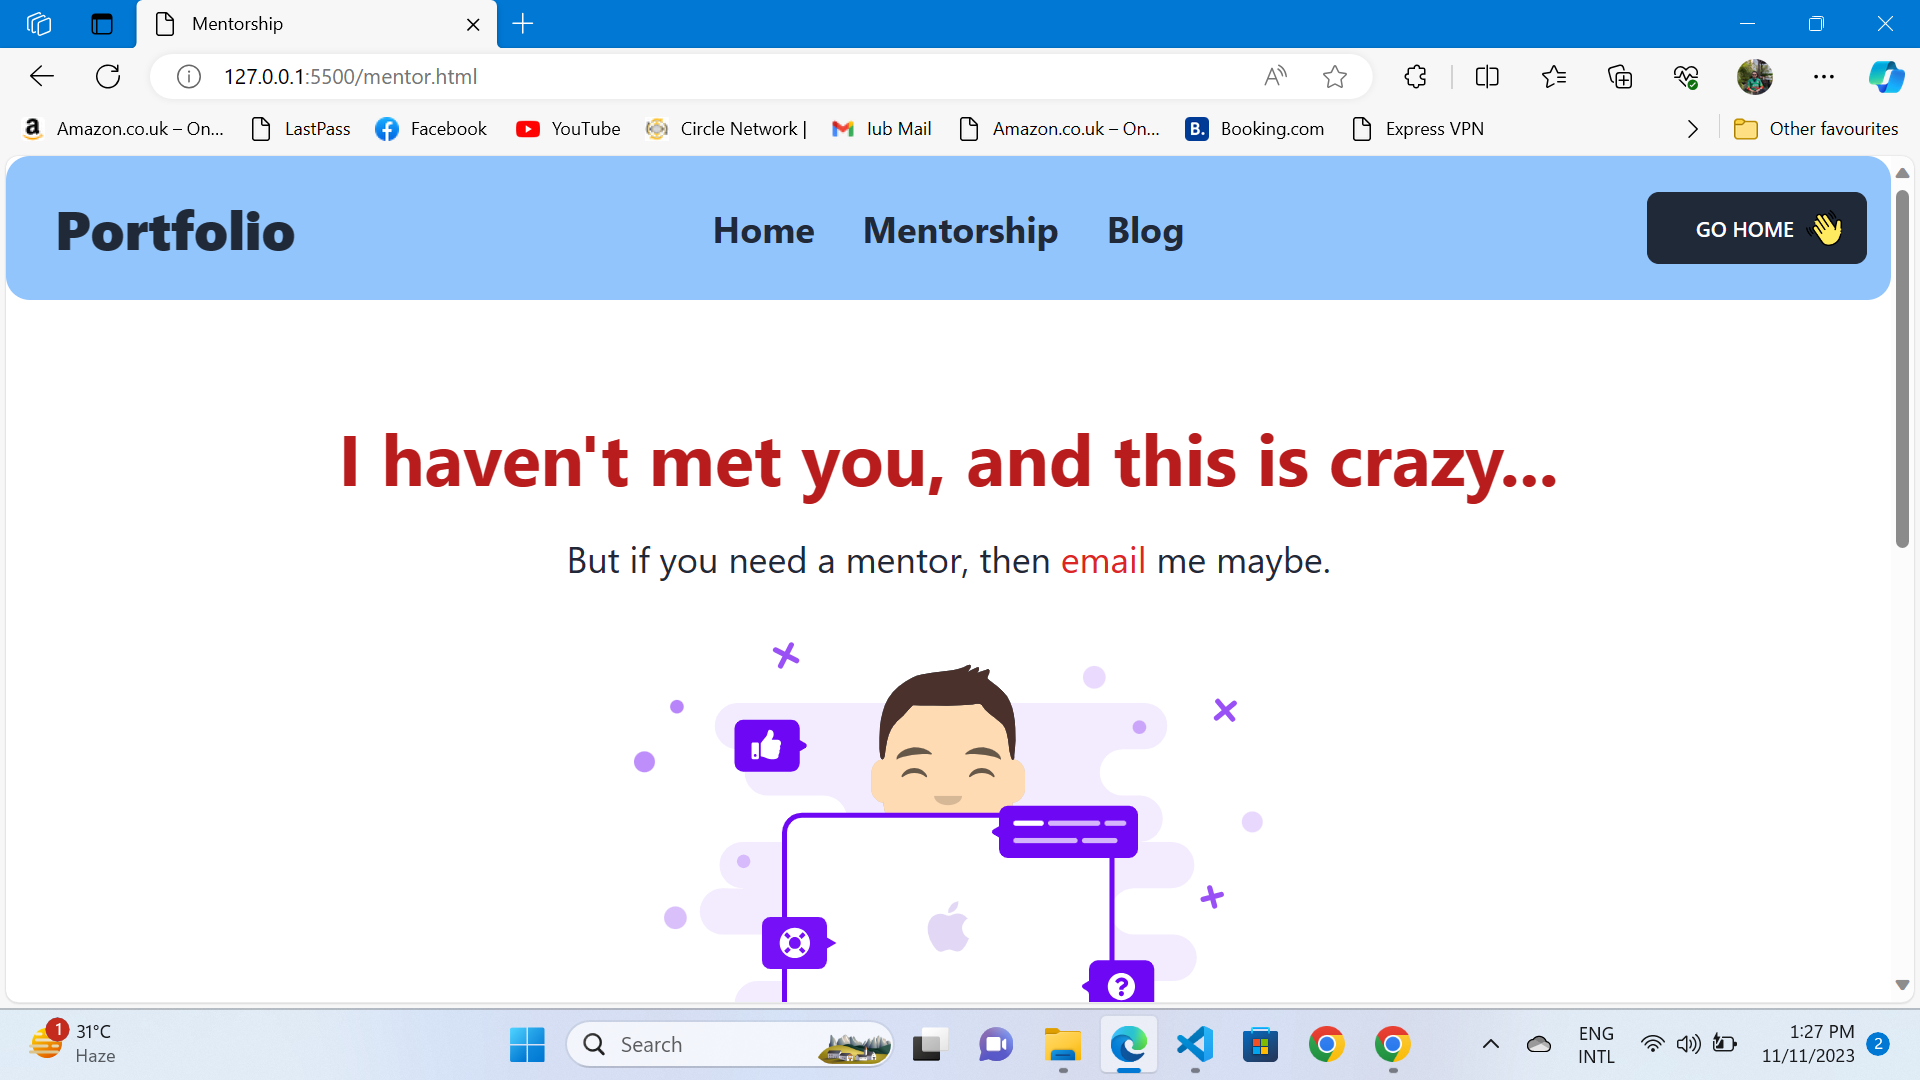 Mentorship
127.0.0.1:5500/mentor.html
Amazon.co.uk – On... LastPass Facebook YouTube Circle Network | Iub Mail Amazon.co.uk – On... Booking.com Express VPN Other favourites
Portfolio Home Mentorship Blog GO HOME
I haven't met you, and this is crazy...
But if you need a mentor, then email me maybe.
1 31°C
Haze
Search
ENG
INTL
1:27 PM
11/11/2023
2